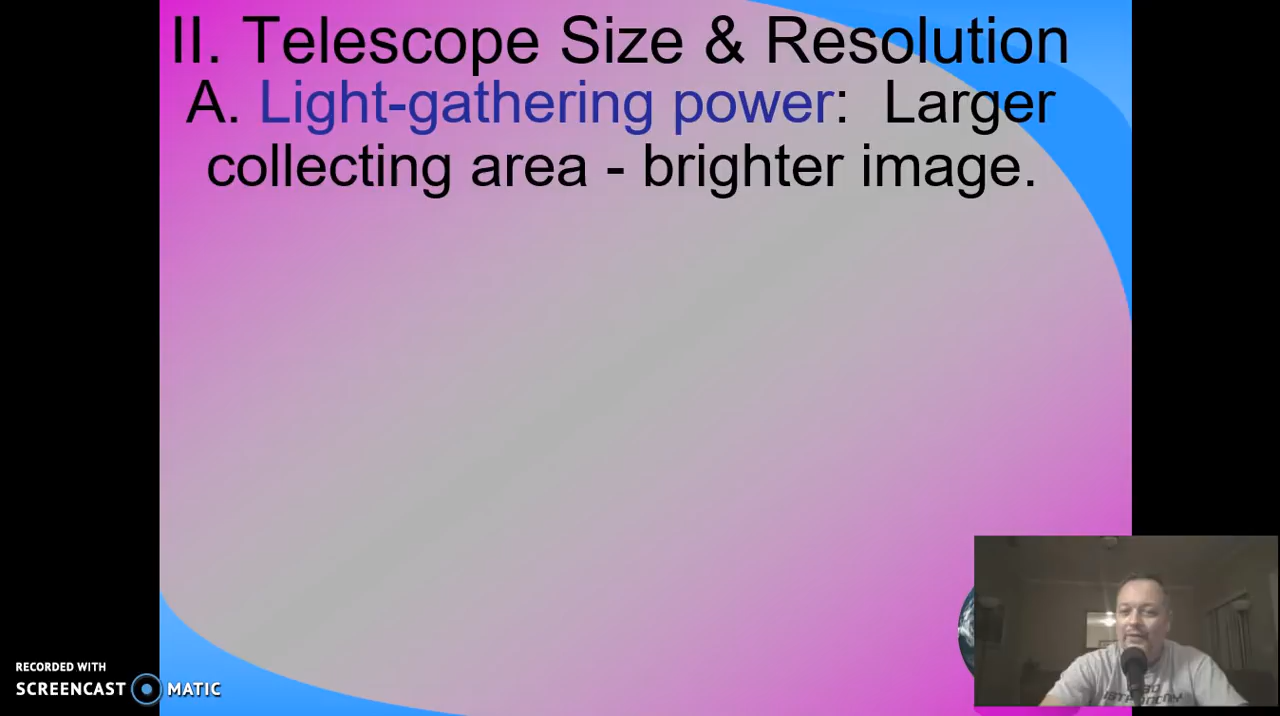 II. Telescope Size & Resolution
A. Light-gathering power: Larger
collecting area - brighter image.
RECORDED WITH
SCREENCAST MATIC